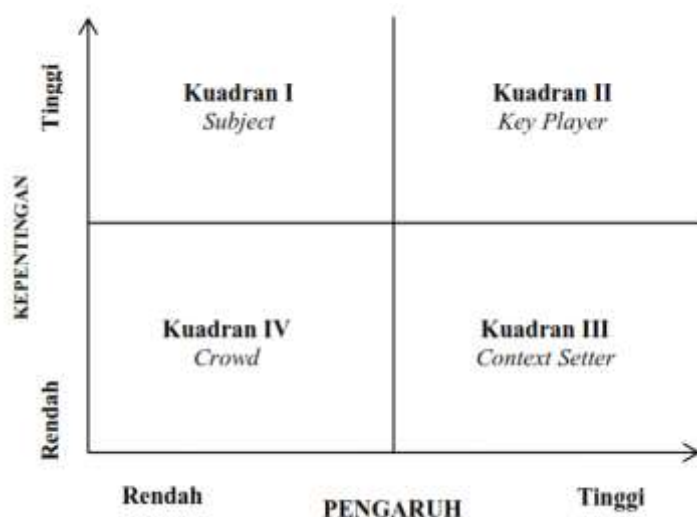 Tinggi
Kuadran I
Subject
Kuadran II
Key Player
KEPENTINGAN
Kuadran IV
Crowd
Kuadran III
Context Setter
Rendah
Rendah
PENGARUH
Tinggi